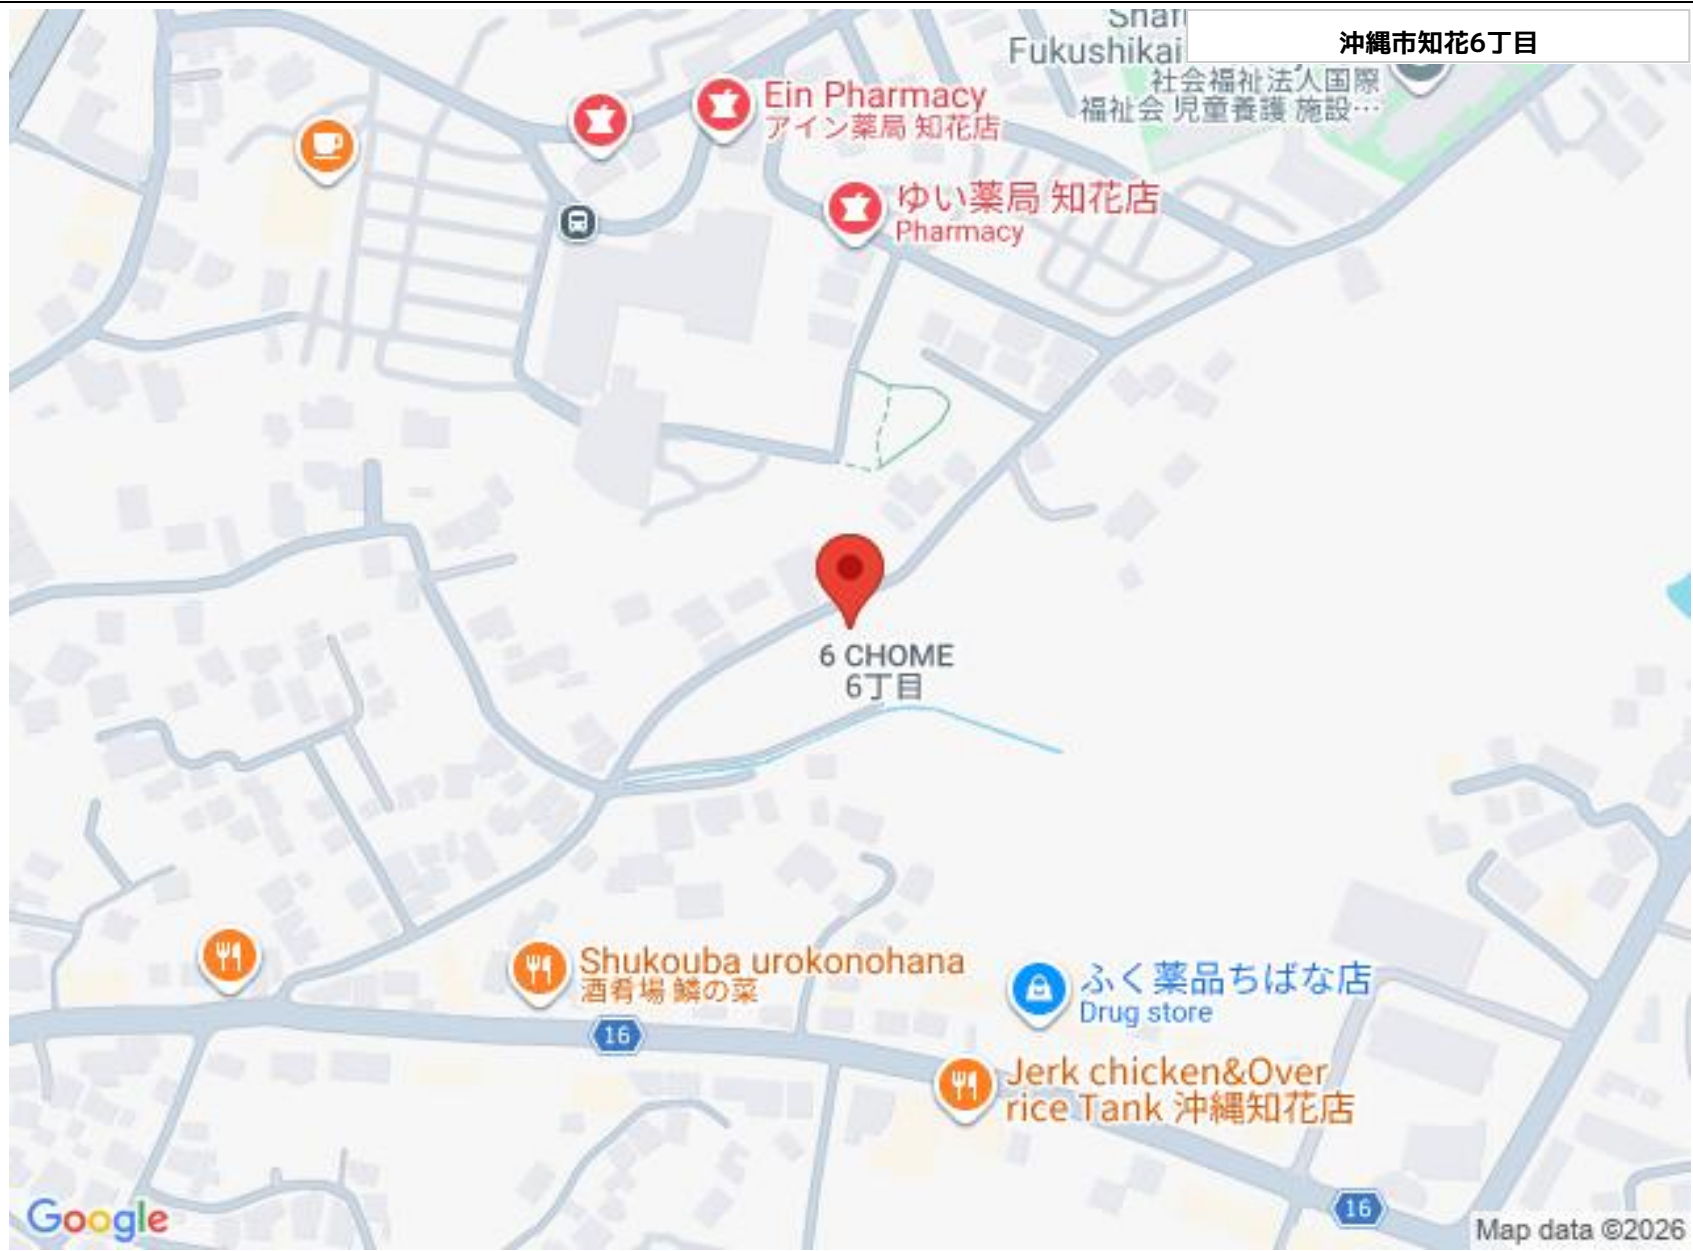 沖縄市知花6丁目
Fukushikai
社会福祉法人国際
福祉会 児童養護 施設…
Ein Pharmacy
アイン薬局 知花店
ゆい薬局 知花店
Pharmacy
6 CHOME
6丁目
Shukouba urokonohana
酒肴場 鱗の菜
ふく薬品ちばな店
Drug store
16
Jerk chicken&Over
rice Tank 沖縄知花店
16
Google
Map data ©2026